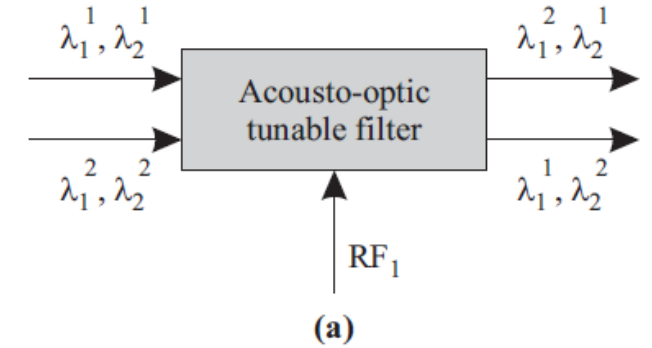 λ₁¹, λ₂¹ λ₁², λ₂¹
Acousto-optic
tunable filter
λ₁², λ₂² λ₁¹, λ₂²
RF₁
(a)